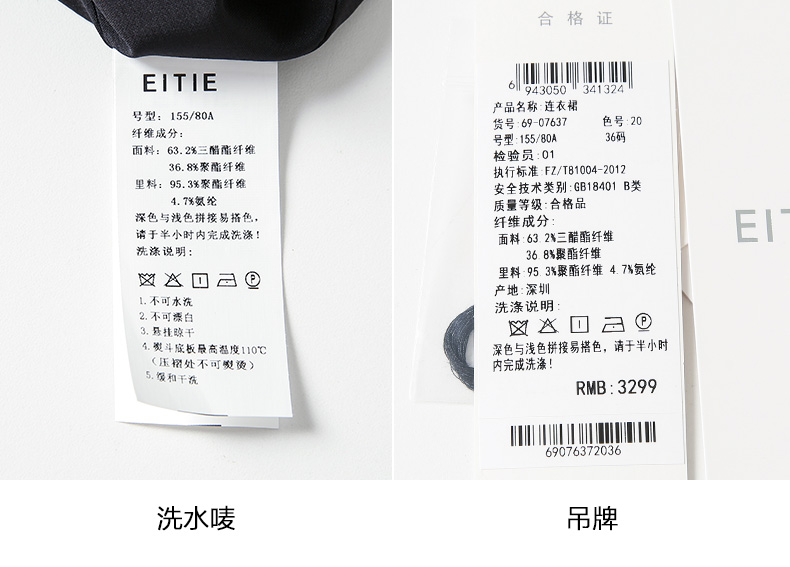 EITIE
号型: 155/80A
纤维成分:
面料: 63.2%三醋酯纤维
36.8%聚酯纤维
里料: 95.3%聚酯纤维
4.7%氨纶
深色与浅色拼接易搭色,
请于半小时内完成洗涤!
洗涤说明:
P
1.不可水洗
2.不可漂白
3.悬挂晾干
4.熨斗底板最高温度110℃
(压褶处不可熨烫)
5.缓和干洗
洗水唛
合格证
6 943050 341324
产品名称:连衣裙
货号:69-07637 色号:20
号型:155/80A 36码
检验员:01
执行标准:FZ/T81004-2012
安全技术类别:GB18401 B类
质量等级:合格品
纤维成分:
面料:63.2%三醋酯纤维
36.8%聚酯纤维
里料:95.3%聚酯纤维 4.7%氨纶
产地:深圳
洗涤说明:
P
深色与浅色拼接易搭色,请于半小时
内完成洗涤!
RMB:3299
69076372036
EIT
吊牌